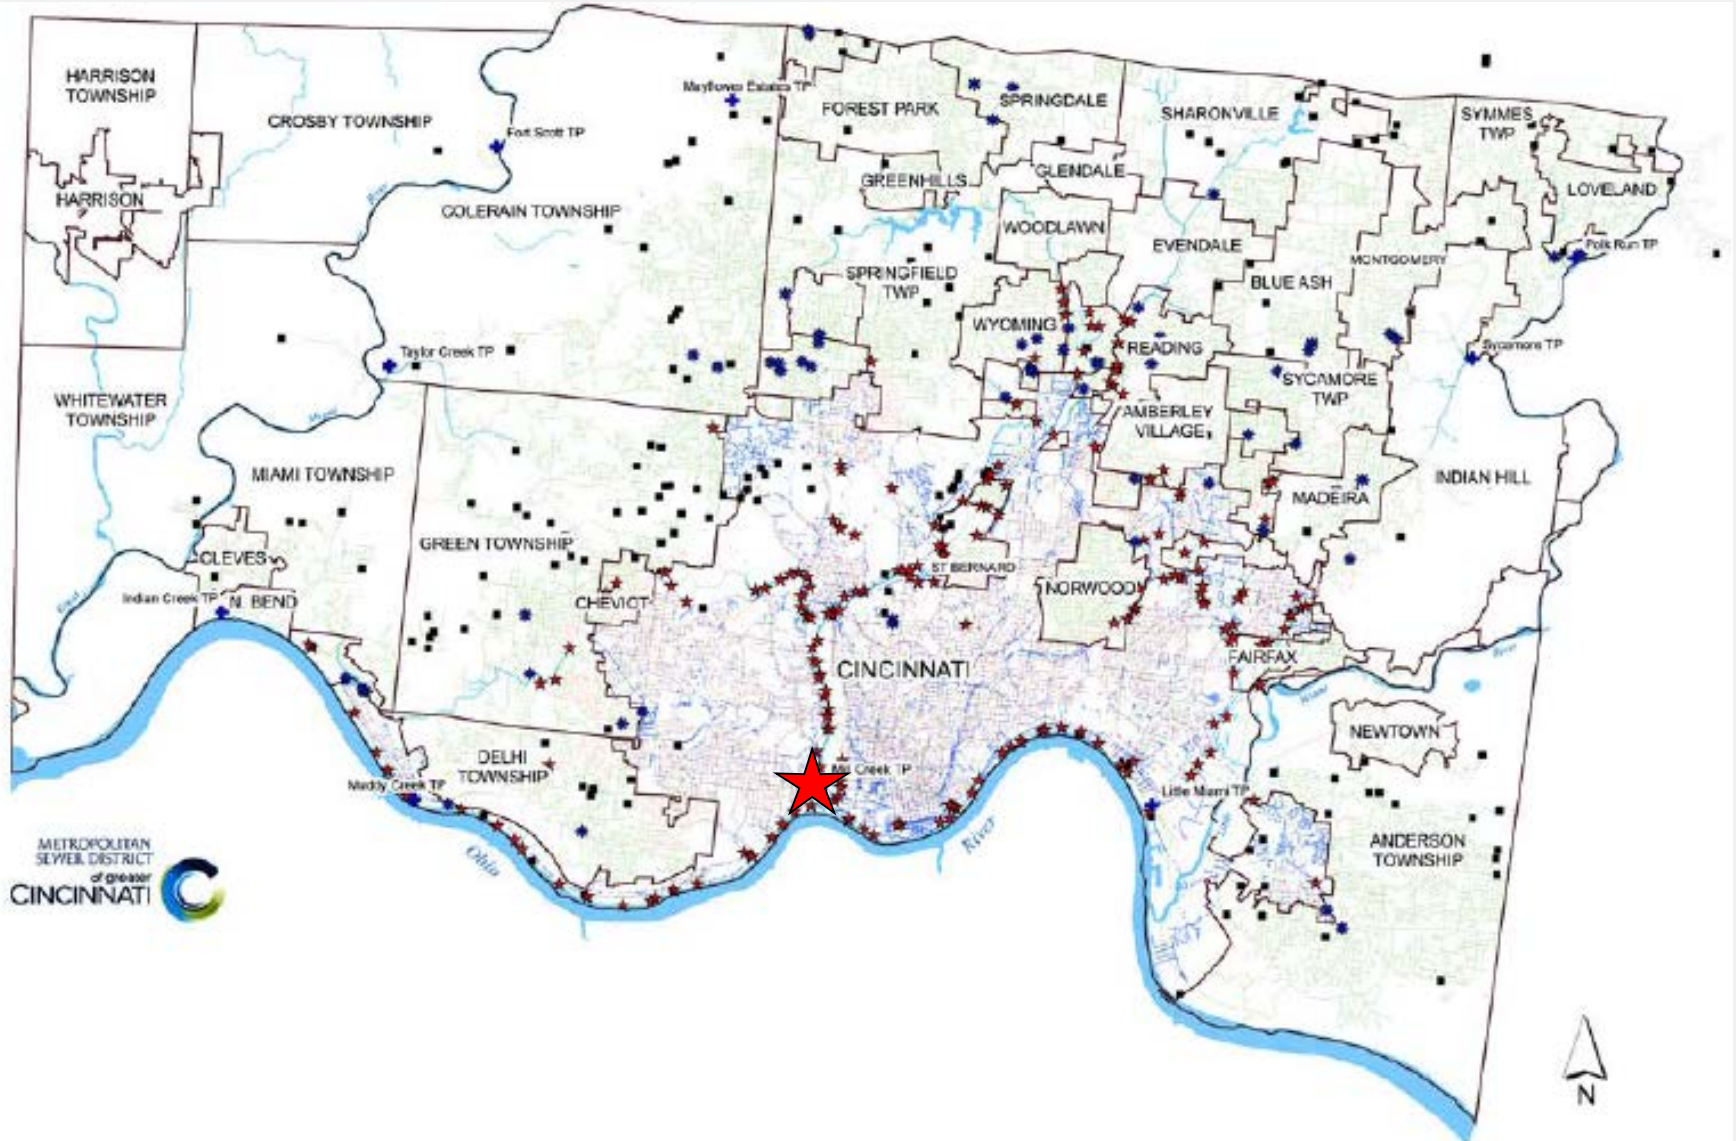 HARRISON
TOWNSHIP
CROSBY TOWNSHIP
Mayflower Estates TP
FOREST PARK
SPRINGDALE
SHARONVILLE
SYMMES
TWP
Fort Scott TP
GREENHILLS
GLENDALE
LOVELAND
HARRISON
COLERAIN TOWNSHIP
WOODLAWN
EVENDALE
Polk Run TP
MONTGOMERY
SPRINGFIELD
TWP
BLUE ASH
WYOMING
READING
Sycamore TP
Taylor Creek TP
SYCAMORE
TWP
WHITEWATER
TOWNSHIP
AMBERLEY
VILLAGE
MIAMI TOWNSHIP
INDIAN HILL
MADEIRA
GREEN TOWNSHIP
CLEVES
ST BERNARD
NORWOOD
Indian Creek TP
N. BEND
CHEVIOT
CINCINNATI
FAIRFAX
River
NEWTOWN
DELHI
TOWNSHIP
Mill Creek TP
Muddy Creek TP
Little Miami TP
ANDERSON
TOWNSHIP
Ohio
River
METROPOLITAN
SEWER DISTRICT
of greater
CINCINNATI
N